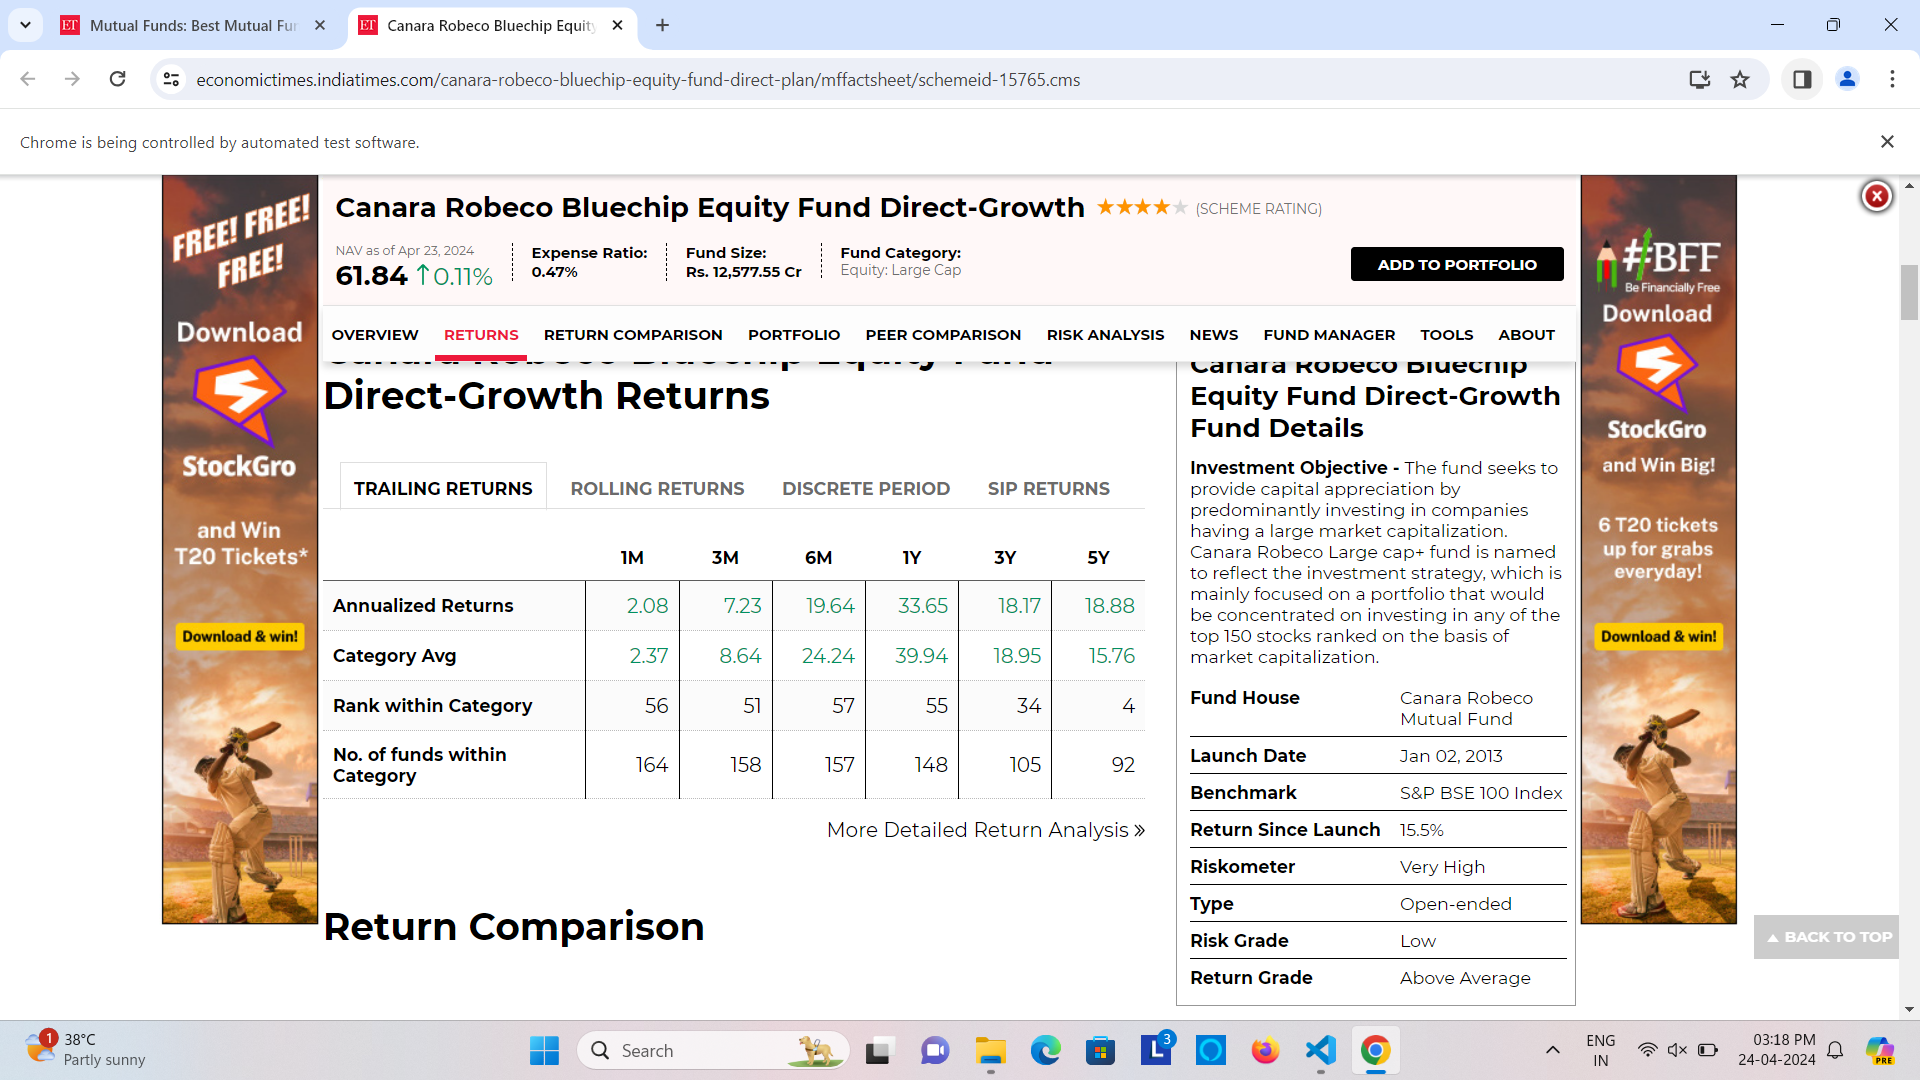 Mutual Funds: Best Mutual Fun
Canara Robeco Bluechip Equity
economictimes.indiatimes.com/canara-robeco-bluechip-equity-fund-direct-plan/mffactsheet/schemeid-15765.cms
Chrome is being controlled by automated test software.
FREE! FREE!
FREE!
Download
StockGro
and Win
T20 Tickets*
Download & win!
Canara Robeco Bluechip Equity Fund Direct-Growth (SCHEME RATING)
NAV as of Apr 23, 2024
61.84 ↑0.11%
Expense Ratio:
0.47%
Fund Size:
Rs. 12,577.55 Cr
Fund Category:
Equity: Large Cap
ADD TO PORTFOLIO
OVERVIEW RETURNS RETURN COMPARISON PORTFOLIO PEER COMPARISON RISK ANALYSIS NEWS FUND MANAGER TOOLS ABOUT
Canara Robeco Bluechip Equity Fund
Direct-Growth Returns
TRAILING RETURNS ROLLING RETURNS DISCRETE PERIOD SIP RETURNS
1M 3M 6M 1Y 3Y 5Y
Annualized Returns 2.08 7.23 19.64 33.65 18.17 18.88
Category Avg 2.37 8.64 24.24 39.94 18.95 15.76
Rank within Category 56 51 57 55 34 4
No. of funds within
Category 164 158 157 148 105 92
More Detailed Return Analysis »
Return Comparison
Canara Robeco Bluechip
Equity Fund Direct-Growth
Fund Details
Investment Objective - The fund seeks to
provide capital appreciation by
predominantly investing in companies
having a large market capitalization.
Canara Robeco Large cap+ fund is named
to reflect the investment strategy, which is
mainly focused on a portfolio that would
be concentrated on investing in any of the
top 150 stocks ranked on the basis of
market capitalization.
Fund House Canara Robeco
Mutual Fund
Launch Date Jan 02, 2013
Benchmark S&P BSE 100 Index
Return Since Launch 15.5%
Riskometer Very High
Type Open-ended
Risk Grade Low
Return Grade Above Average
#BFF
Be Financially Free
Download
StockGro
and Win Big!
6 T20 tickets
up for grabs
everyday!
Download & win!
BACK TO TOP
1
38°C
Partly sunny
Search
3
ENG
IN
03:18 PM
24-04-2024
PRE